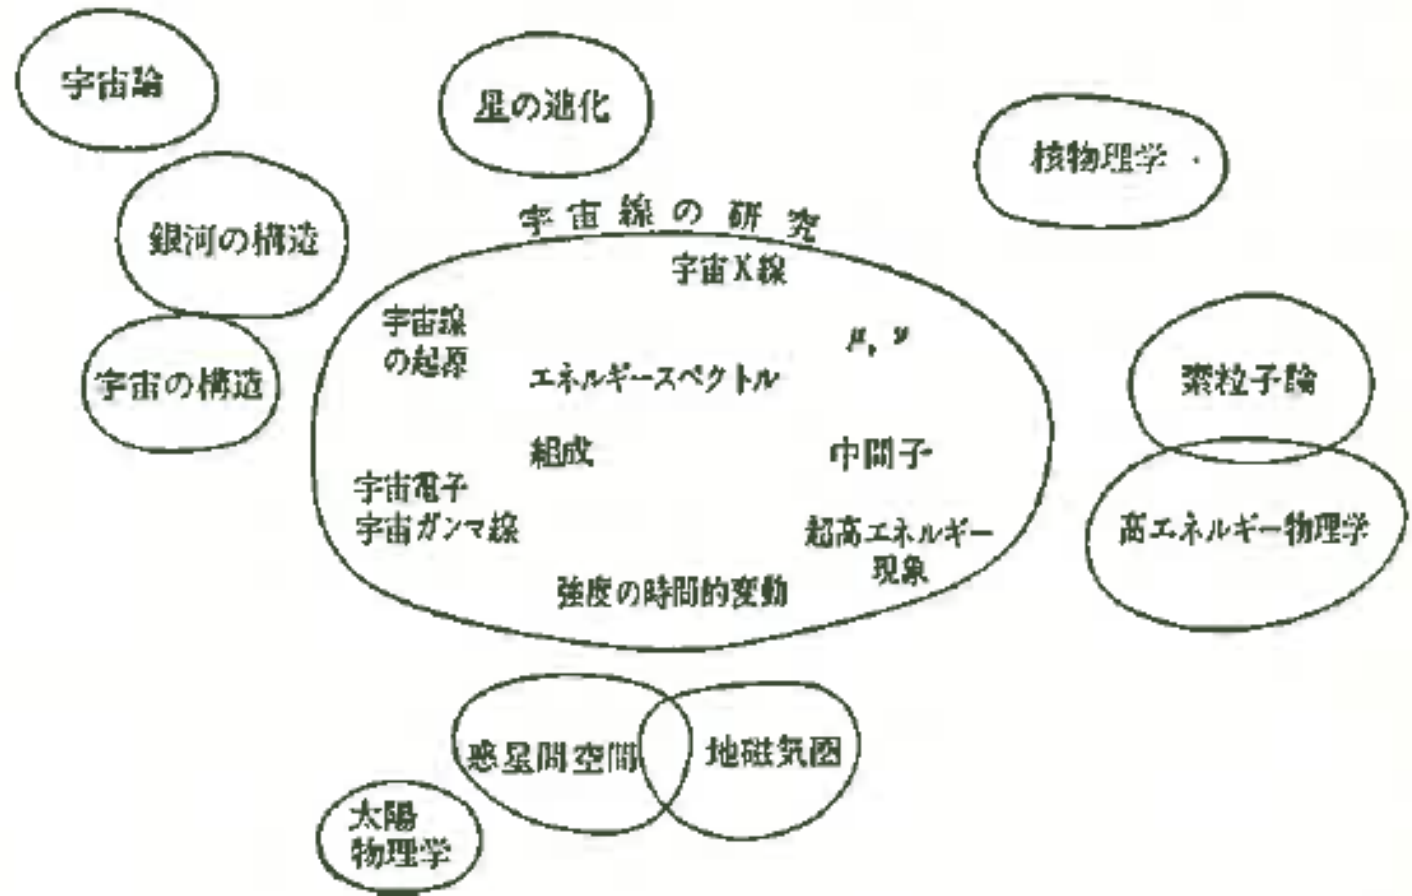 宇宙論
星の進化
核物理学
銀河の構造
宇宙線の研究
宇宙X線
宇宙線
の起原
μ, ν
エネルギースペクトル
宇宙の構造
素粒子論
組成
中間子
宇宙電子
宇宙ガンマ線
超高エネルギー
現象
高エネルギー物理学
強度の時間的変動
惑星間空間
地磁気圏
太陽
物理学